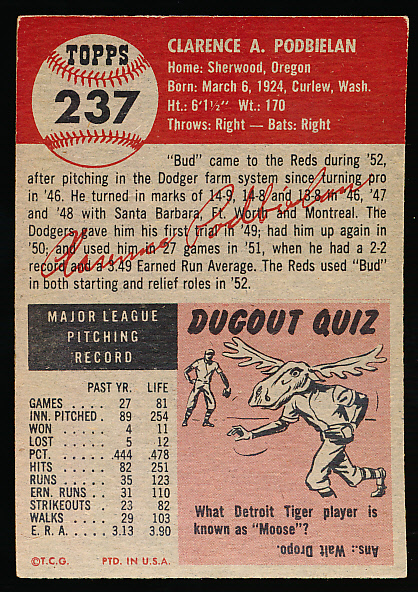 TOPPS
237
CLARENCE A. PODBIELAN
Home: Sherwood, Oregon
Born: March 6, 1924, Curlew, Wash.
Ht.: 6'1½" Wt.: 170
Throws: Right — Bats: Right
"Bud" came to the Reds during '52,
after pitching in the Dodger farm system since turning pro
in '46. He turned in marks of 14-9, 14-8 and 13-8 in '46, '47
and '48 with Santa Barbara, Ft. Worth and Montreal. The
Dodgers gave him his first trial in '49; had him up again in
'50; and used him in 27 games in '51, when he had a 2-2
record and a 3.49 Earned Run Average. The Reds used "Bud"
in both starting and relief roles in '52.
Clarence Podbielan
MAJOR LEAGUE
PITCHING
RECORD
PAST YR. LIFE
GAMES . . . . 27 81
INN. PITCHED . 89 254
WON . . . . 4 11
LOST . . . . 5 12
PCT. . . . . .444 .478
HITS . . . . 82 251
RUNS . . . . 35 123
ERN. RUNS . . 31 110
STRIKEOUTS . 23 82
WALKS . . . 29 103
E. R. A. . . . . 3.13 3.90
©T.C.G. PTD. IN U.S.A.
DUGOUT QUIZ
What Detroit Tiger player
is known as "Moose"?
Ans.: Walt Dropo.